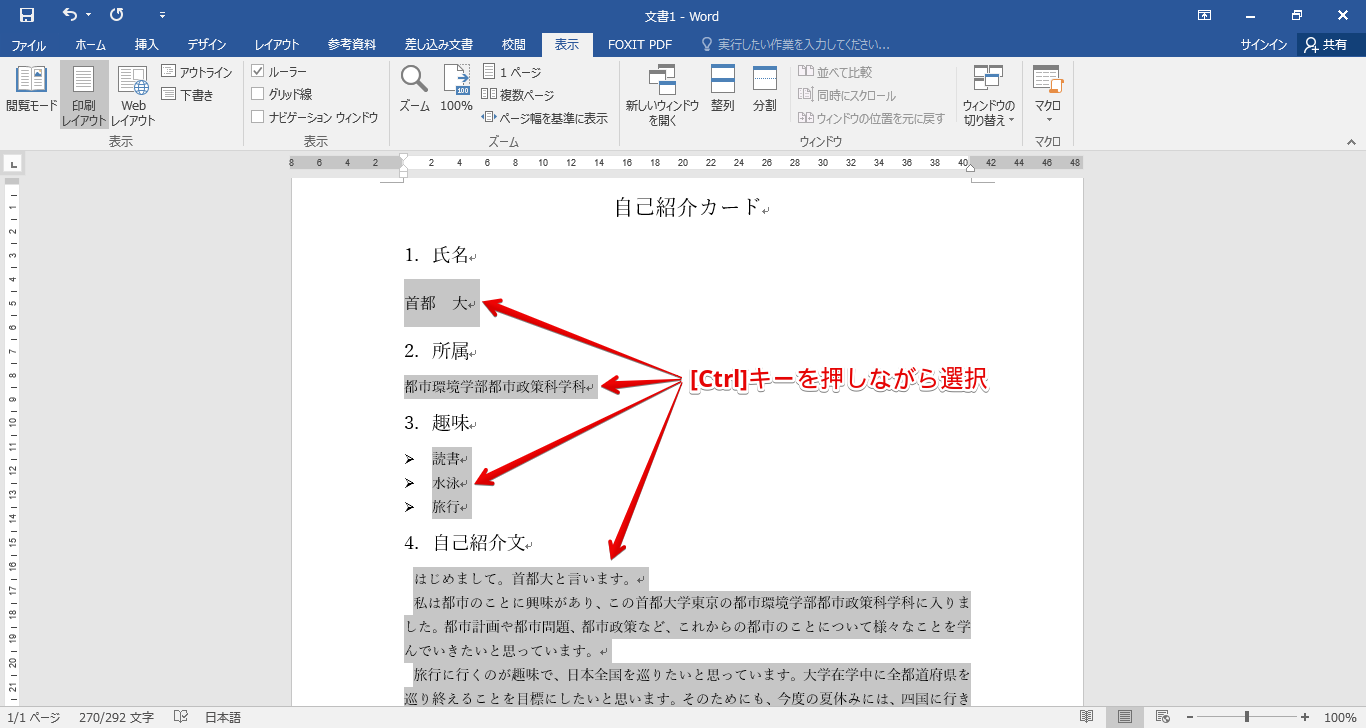 文書1 - Word
ファイル ホーム 挿入 デザイン レイアウト 参考資料 差し込み文書 校閲 表示 FOXIT PDF 実行したい作業を入力してください... サインイン 共有
閲覧モード 印刷 レイアウト Web レイアウト アウトライン 下書き
表示
ルーラー
グリッド線
ナビゲーション ウィンドウ
表示
ズーム 100% 1 ページ
複数ページ
ページ幅を基準に表示
ズーム
新しいウィンドウを開く 整列 分割
並べて比較
同時にスクロール
ウィンドウの位置を元に戻す
ウィンドウの切り替え
ウィンドウ
マクロ
マクロ
8 6 4 2 2 4 6 8 10 12 14 16 18 20 22 24 26 28 30 32 34 36 38 40 42 44 46 48
1 2 3 4 5 6 7 8 9 10 11 12 13 14 15 16 17 18 19 20 21
自己紹介カード
1. 氏名
首都　大
2. 所属
都市環境学部都市政策科学科
[Ctrl]キーを押しながら選択
3. 趣味
➢ 読書
➢ 水泳
➢ 旅行
4. 自己紹介文
はじめまして。首都大と言います。
私は都市のことに興味があり、この首都大学東京の都市環境学部都市政策科学科に入りま
した。都市計画や都市問題、都市政策など、これからの都市のことについて様々なことを学
んでいきたいと思っています。
旅行に行くのが趣味で、日本全国を巡りたいと思っています。大学在学中に全都道府県を
巡り終えることを目標にしたいと思います。そのためにも、今度の夏休みには、四国に行き
1/1 ページ 270/292 文字 日本語 100%